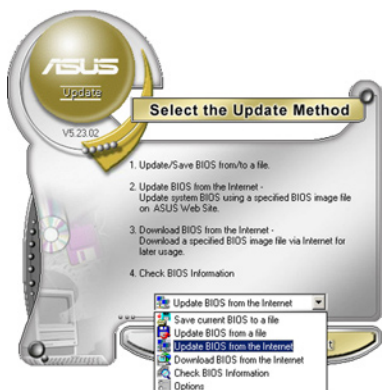 ASUS
Update
V5.23.02
Select the Update Method
1. Update/Save BIOS from/to a file.
2. Update BIOS from the Internet -
Update system BIOS using a specified BIOS image file
on ASUS Web Site.
3. Download BIOS from the Internet -
Download a specified BIOS image file via Internet for
later usage.
4. Check BIOS Information
Update BIOS from the Internet
Save current BIOS to a file
Update BIOS from a file
Update BIOS from the Internet
Download BIOS from the Internet
Check BIOS Information
Options